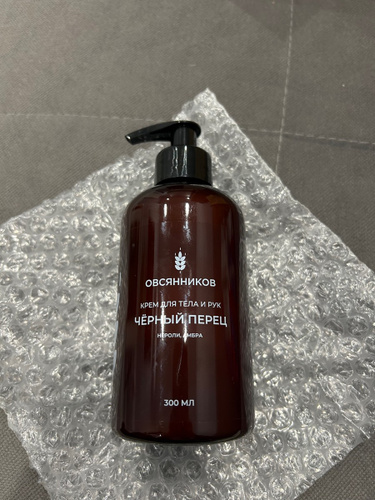 ОВСЯННИКОВ
КРЕМ ДЛЯ ТЕЛА И РУК
ЧЁРНЫЙ ПЕРЕЦ
НЕРОЛИ, АМБРА
300 МЛ